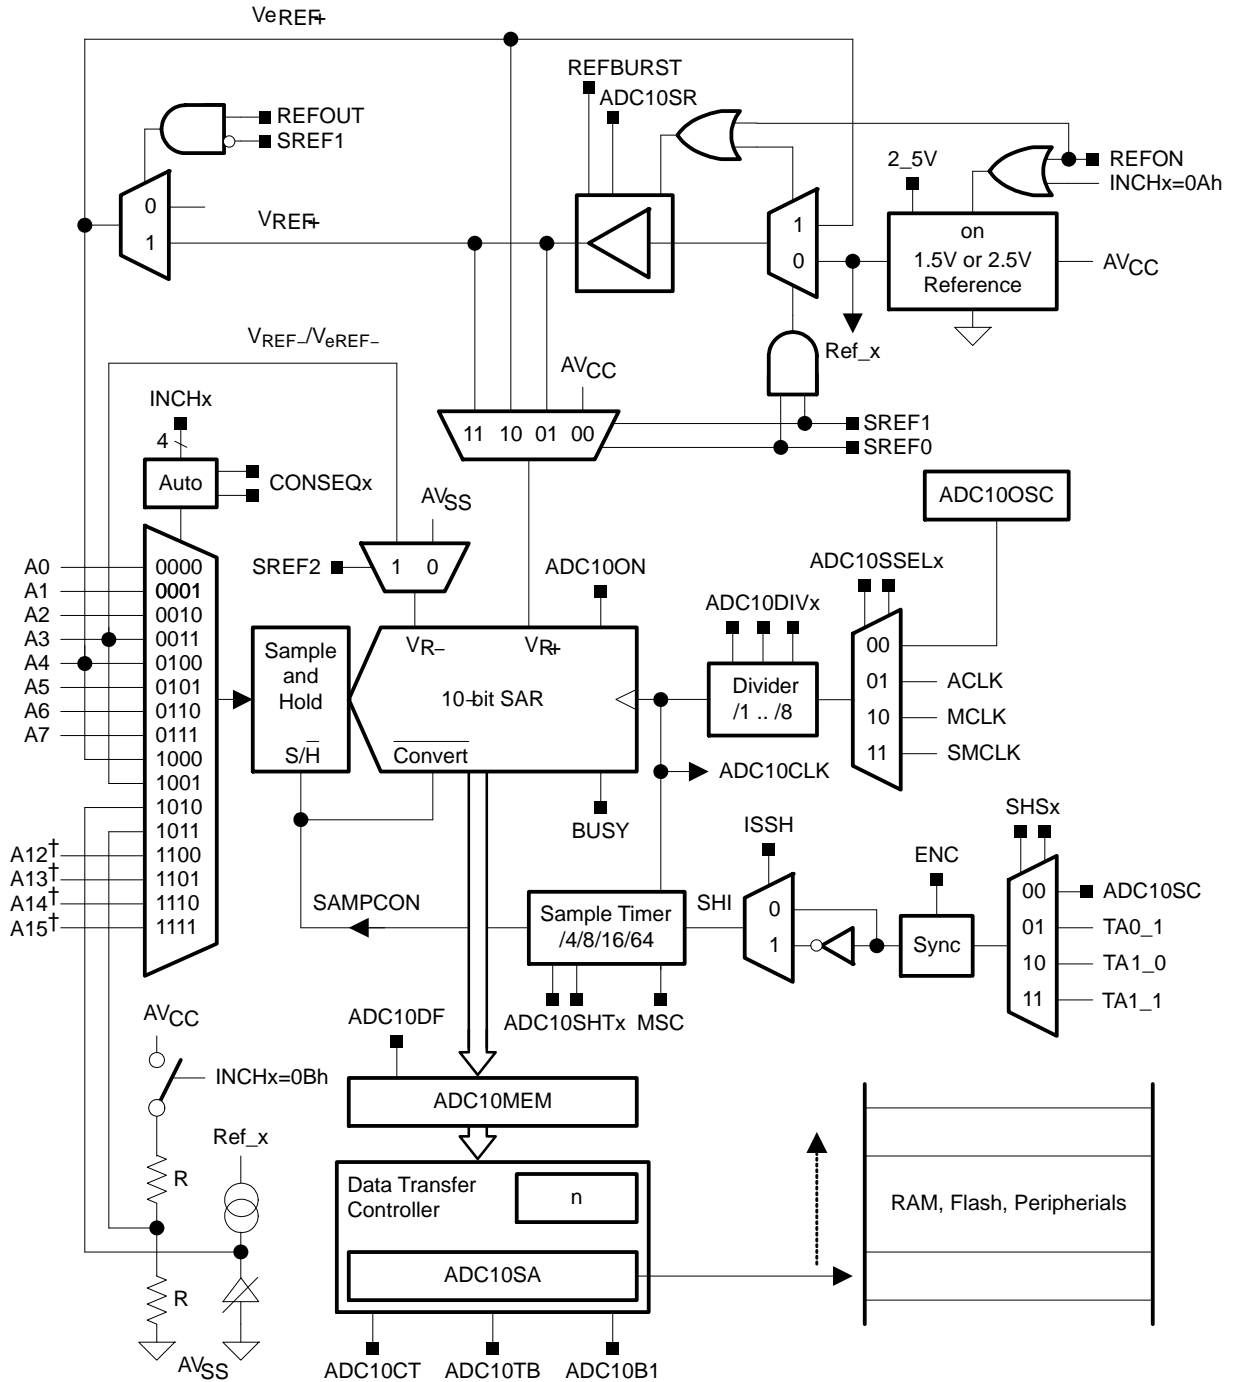 VeREF+
REFBURST
ADC10SR
REFOUT
SREF1
2_5V
REFON
INCHx=0Ah
0
1
VREF+
1
0
on
1.5V or 2.5V
Reference
AVCC
VREF−/VeREF−
Ref_x
AVCC
INCHx
4
11 10 01 00
SREF1
SREF0
Auto
CONSEQx
AVSS
ADC10OSC
SREF2
1 0
ADC10ON
ADC10SSELx
ADC10DIVx
A0
A1
A2
A3
A4
A5
A6
A7
A12†
A13†
A14†
A15†
0000
0001
0010
0011
0100
0101
0110
0111
1000
1001
1010
1011
1100
1101
1110
1111
Sample
and
Hold
S/H
VR−
VR+
10−bit SAR
Convert
Divider
/1 .. /8
00
01
10
11
ACLK
MCLK
SMCLK
ADC10CLK
BUSY
ISSH
ENC
SHSx
SAMPCON
Sample Timer
/4/8/16/64
SHI
0
1
Sync
00
01
10
11
ADC10SC
TA0_1
TA1_0
TA1_1
ADC10SHTx
MSC
AVCC
ADC10DF
INCHx=0Bh
ADC10MEM
Ref_x
R
Data Transfer
Controller
n
RAM, Flash, Peripherials
ADC10SA
R
AVSS
ADC10CT
ADC10TB
ADC10B1